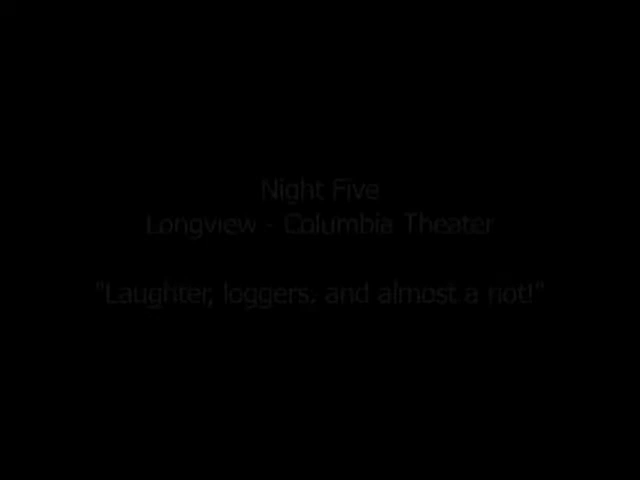 Night Five
Longview - Columbia Theater
"Laughter, loggers, and almost a riot!"